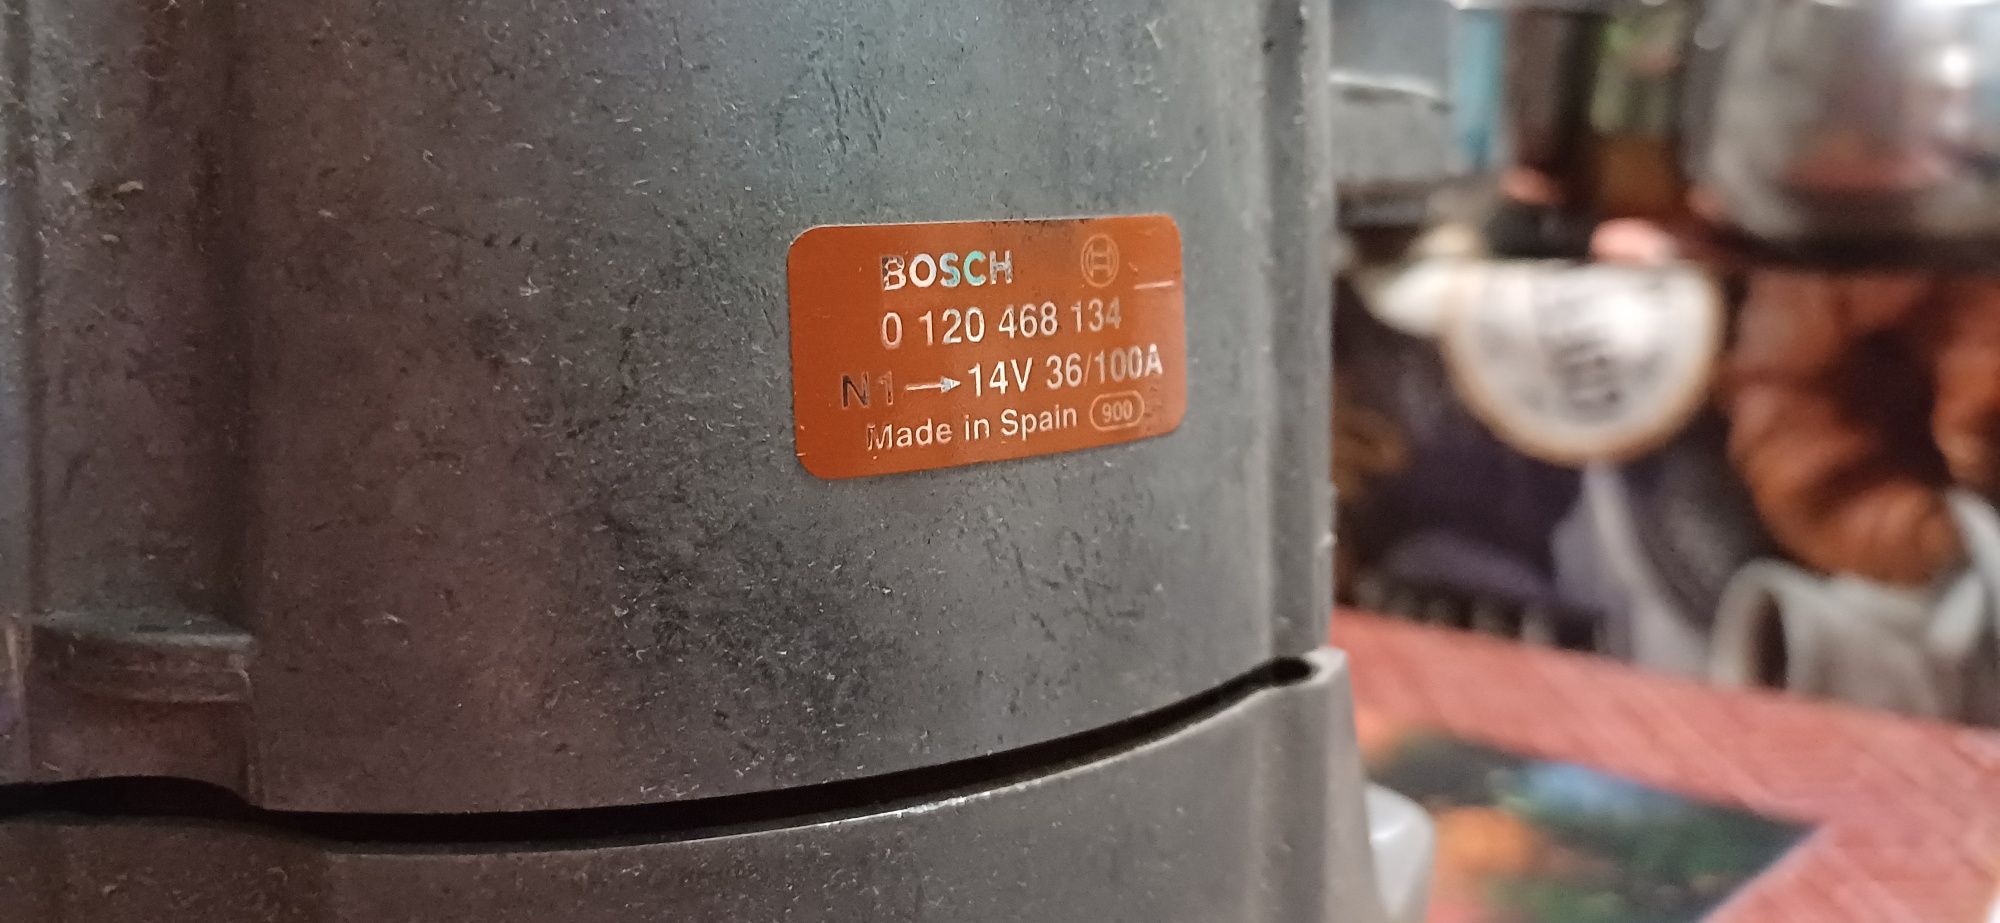 BOSCH
0 120 468 134
N1→14V 36/100A
Made in Spain 900